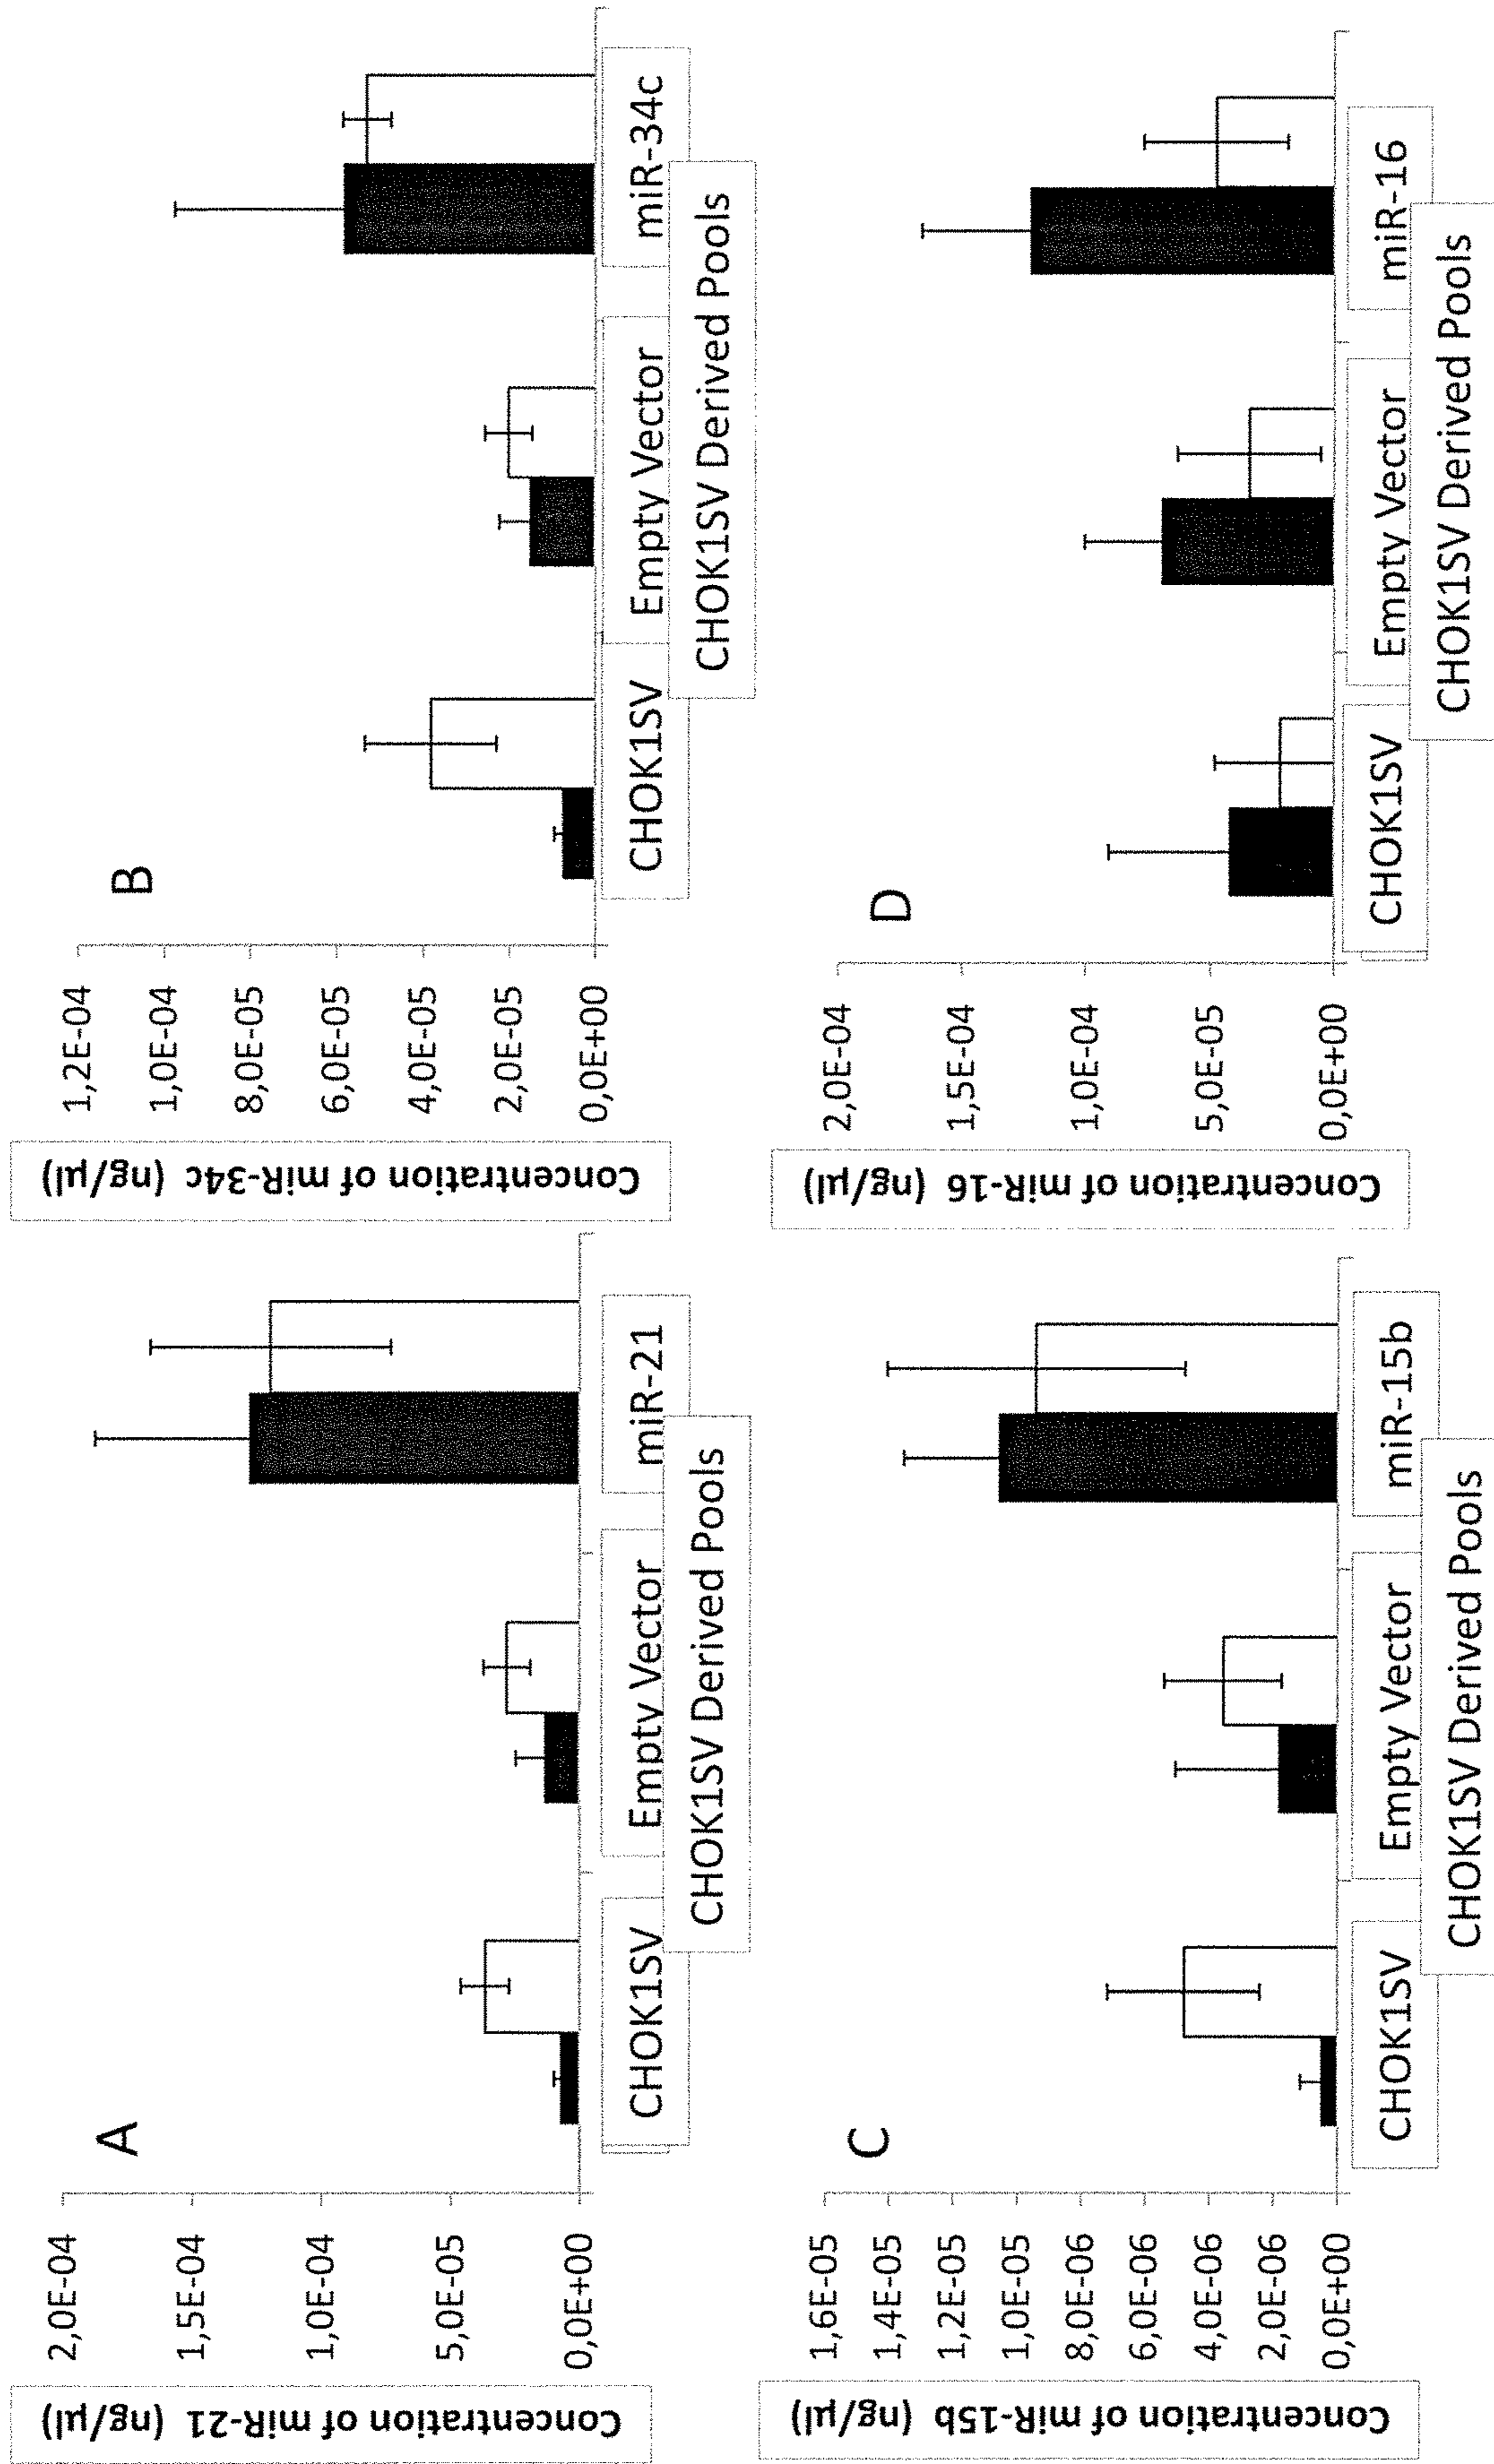 A
Concentration of miR-21 (ng/µl)
2,0E-04
1,5E-04
1,0E-04
5,0E-05
0,0E+00
CHOK1SV
Empty Vector
miR-21
CHOK1SV Derived Pools
B
Concentration of miR-34c (ng/µl)
1,2E-04
1,0E-04
8,0E-05
6,0E-05
4,0E-05
2,0E-05
0,0E+00
CHOK1SV
Empty Vector
miR-34c
CHOK1SV Derived Pools
C
Concentration of miR-15b (ng/µl)
1,6E-05
1,4E-05
1,2E-05
1,0E-05
8,0E-06
6,0E-06
4,0E-06
2,0E-06
0,0E+00
CHOK1SV
Empty Vector
miR-15b
CHOK1SV Derived Pools
D
Concentration of miR-16 (ng/µl)
2,0E-04
1,5E-04
1,0E-04
5,0E-05
0,0E+00
CHOK1SV
Empty Vector
miR-16
CHOK1SV Derived Pools